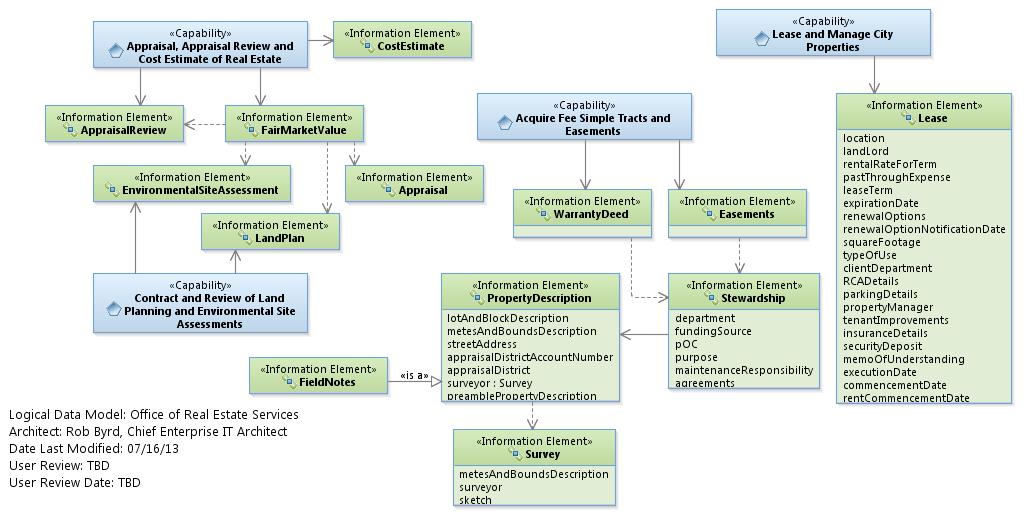 «Capability»
Appraisal, Appraisal Review and
Cost Estimate of Real Estate
«Information Element»
CostEstimate
«Capability»
Lease and Manage City
Properties
«Information Element»
AppraisalReview
«Information Element»
FairMarketValue
«Capability»
Acquire Fee Simple Tracts and
Easements
«Information Element»
Lease
location
landLord
rentalRateForTerm
pastThroughExpense
leaseTerm
expirationDate
renewalOptions
renewalOptionNotificationDate
squareFootage
typeOfUse
clientDepartment
RCADetails
parkingDetails
propertyManager
tenantImprovements
insuranceDetails
securityDeposit
memoOfUnderstanding
executionDate
commencementDate
rentCommencementDate
«Information Element»
EnvironmentalSiteAssessment
«Information Element»
Appraisal
«Information Element»
WarrantyDeed
«Information Element»
Easements
«Information Element»
LandPlan
«Capability»
Contract and Review of Land
Planning and Environmental Site
Assessments
«Information Element»
PropertyDescription
lotAndBlockDescription
metesAndBoundsDescription
streetAddress
appraisalDistrictAccountNumber
appraisalDistrict
surveyor : Survey
preamblePropertyDescription
«Information Element»
Stewardship
department
fundingSource
pOC
purpose
maintenanceResponsibility
agreements
«Information Element»
FieldNotes
«is a»
«Information Element»
Survey
metesAndBoundsDescription
surveyor
sketch
Logical Data Model: Office of Real Estate Services
Architect: Rob Byrd, Chief Enterprise IT Architect
Date Last Modified: 07/16/13
User Review: TBD
User Review Date: TBD